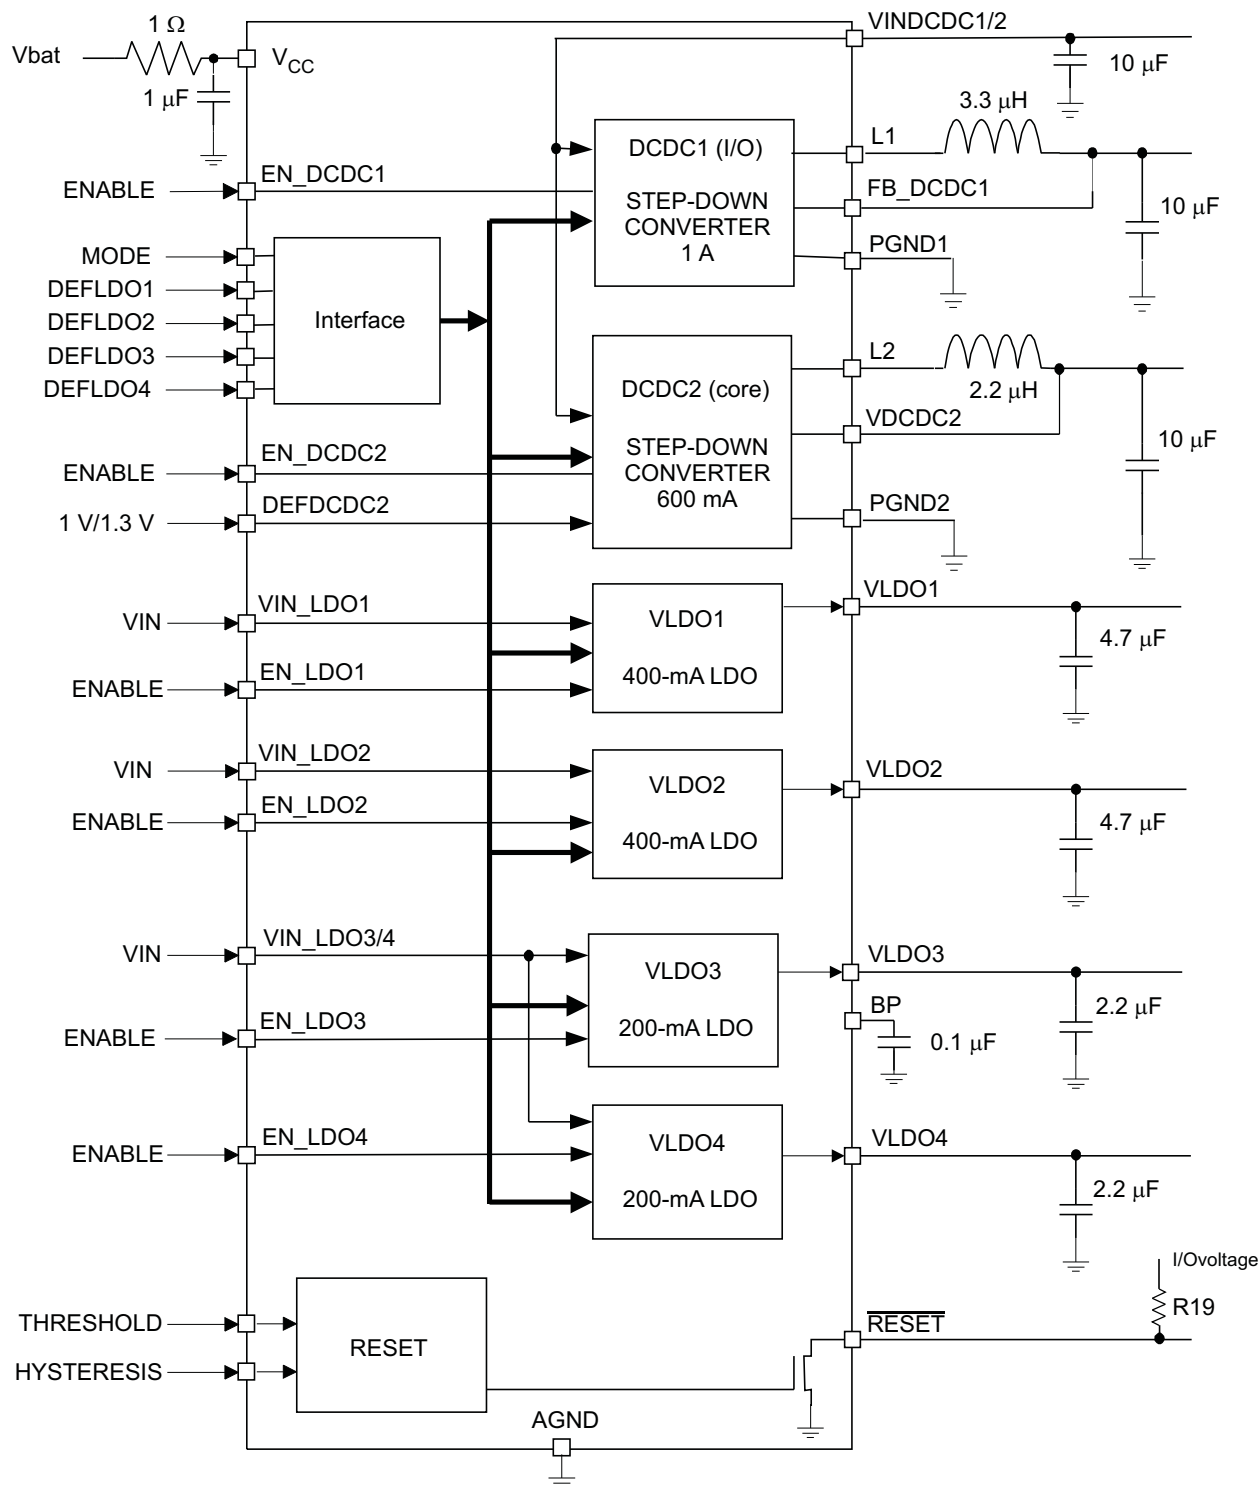 1 Ω
Vbat
VCC
1 μF
VINDCDC1/2
10 μF
ENABLE
EN_DCDC1
DCDC1 (I/O)
STEP-DOWN
CONVERTER
1 A
L1
3.3 μH
FB_DCDC1
10 μF
PGND1
MODE
DEFLDO1
DEFLDO2
DEFLDO3
DEFLDO4
Interface
DCDC2 (core)
STEP-DOWN
CONVERTER
600 mA
L2
2.2 μH
VDCDC2
10 μF
PGND2
ENABLE
EN_DCDC2
1 V/1.3 V
DEFDCDC2
VIN
VIN_LDO1
ENABLE
EN_LDO1
VLDO1
400-mA LDO
VLDO1
4.7 μF
VIN
VIN_LDO2
ENABLE
EN_LDO2
VLDO2
400-mA LDO
VLDO2
4.7 μF
VIN
VIN_LDO3/4
ENABLE
EN_LDO3
VLDO3
200-mA LDO
VLDO3
2.2 μF
BP
0.1 μF
ENABLE
EN_LDO4
VLDO4
200-mA LDO
VLDO4
2.2 μF
I/Ovoltage
R19
THRESHOLD
HYSTERESIS
RESET
RESET
AGND